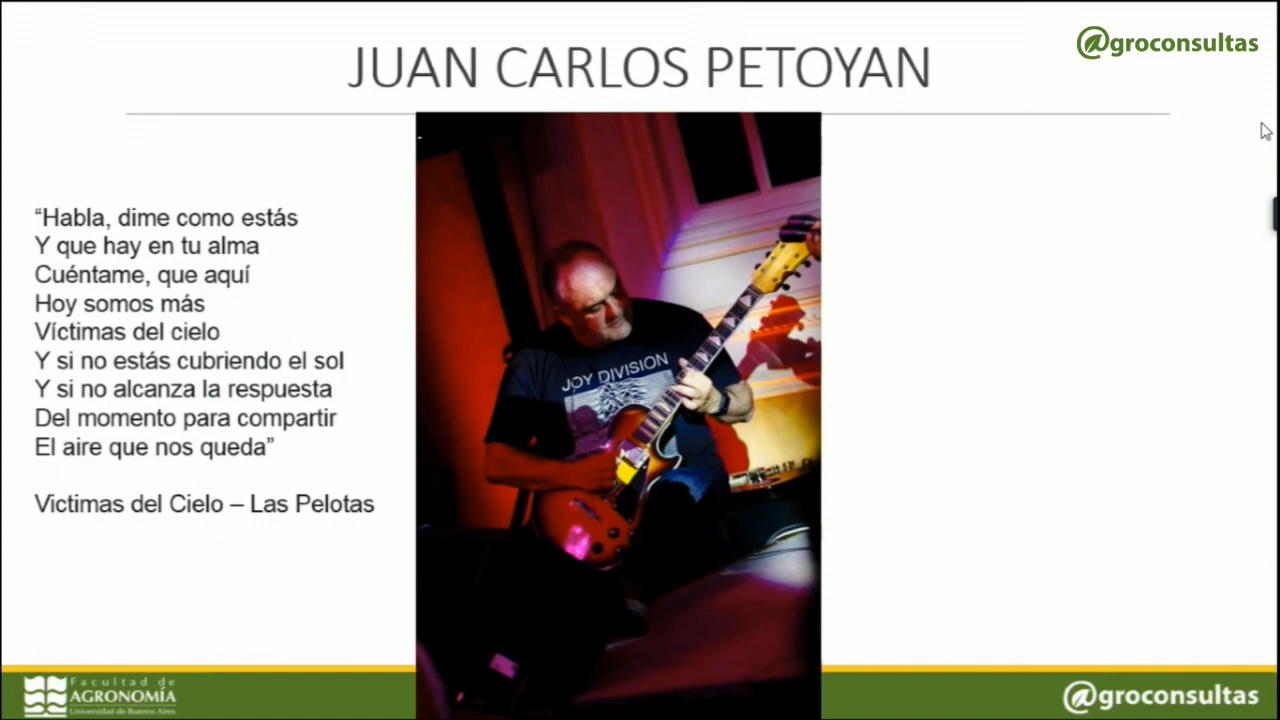 @groconsultas
JUAN CARLOS PETOYAN
“Habla, dime como estás
Y que hay en tu alma
Cuéntame, que aquí
Hoy somos más
Víctimas del cielo
Y si no estás cubriendo el sol
Y si no alcanza la respuesta
Del momento para compartir
El aire que nos queda”
Victimas del Cielo – Las Pelotas
JOY DIVISION
Facultad de
AGRONOMÍA
Universidad de Buenos Aires
@groconsultas